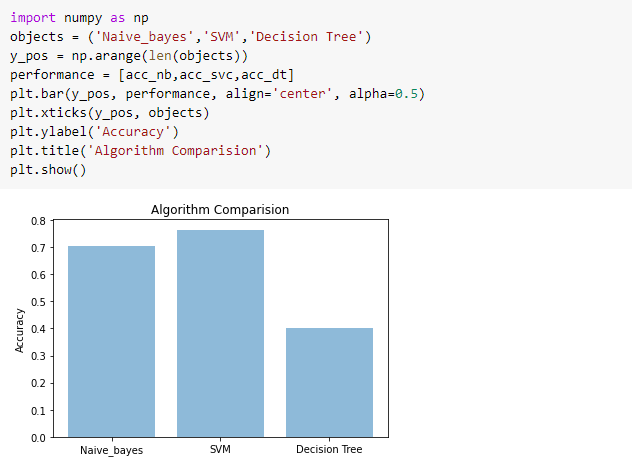 import numpy as np
objects = ('Naive_bayes','SVM','Decision Tree')
y_pos = np.arange(len(objects))
performance = [acc_nb,acc_svc,acc_dt]
plt.bar(y_pos, performance, align='center', alpha=0.5)
plt.xticks(y_pos, objects)
plt.ylabel('Accuracy')
plt.title('Algorithm Comparision')
plt.show()
Algorithm Comparision
0.8
0.7
0.6
0.5
0.4
0.3
0.2
0.1
0.0
Accuracy
Naive_bayes SVM Decision Tree